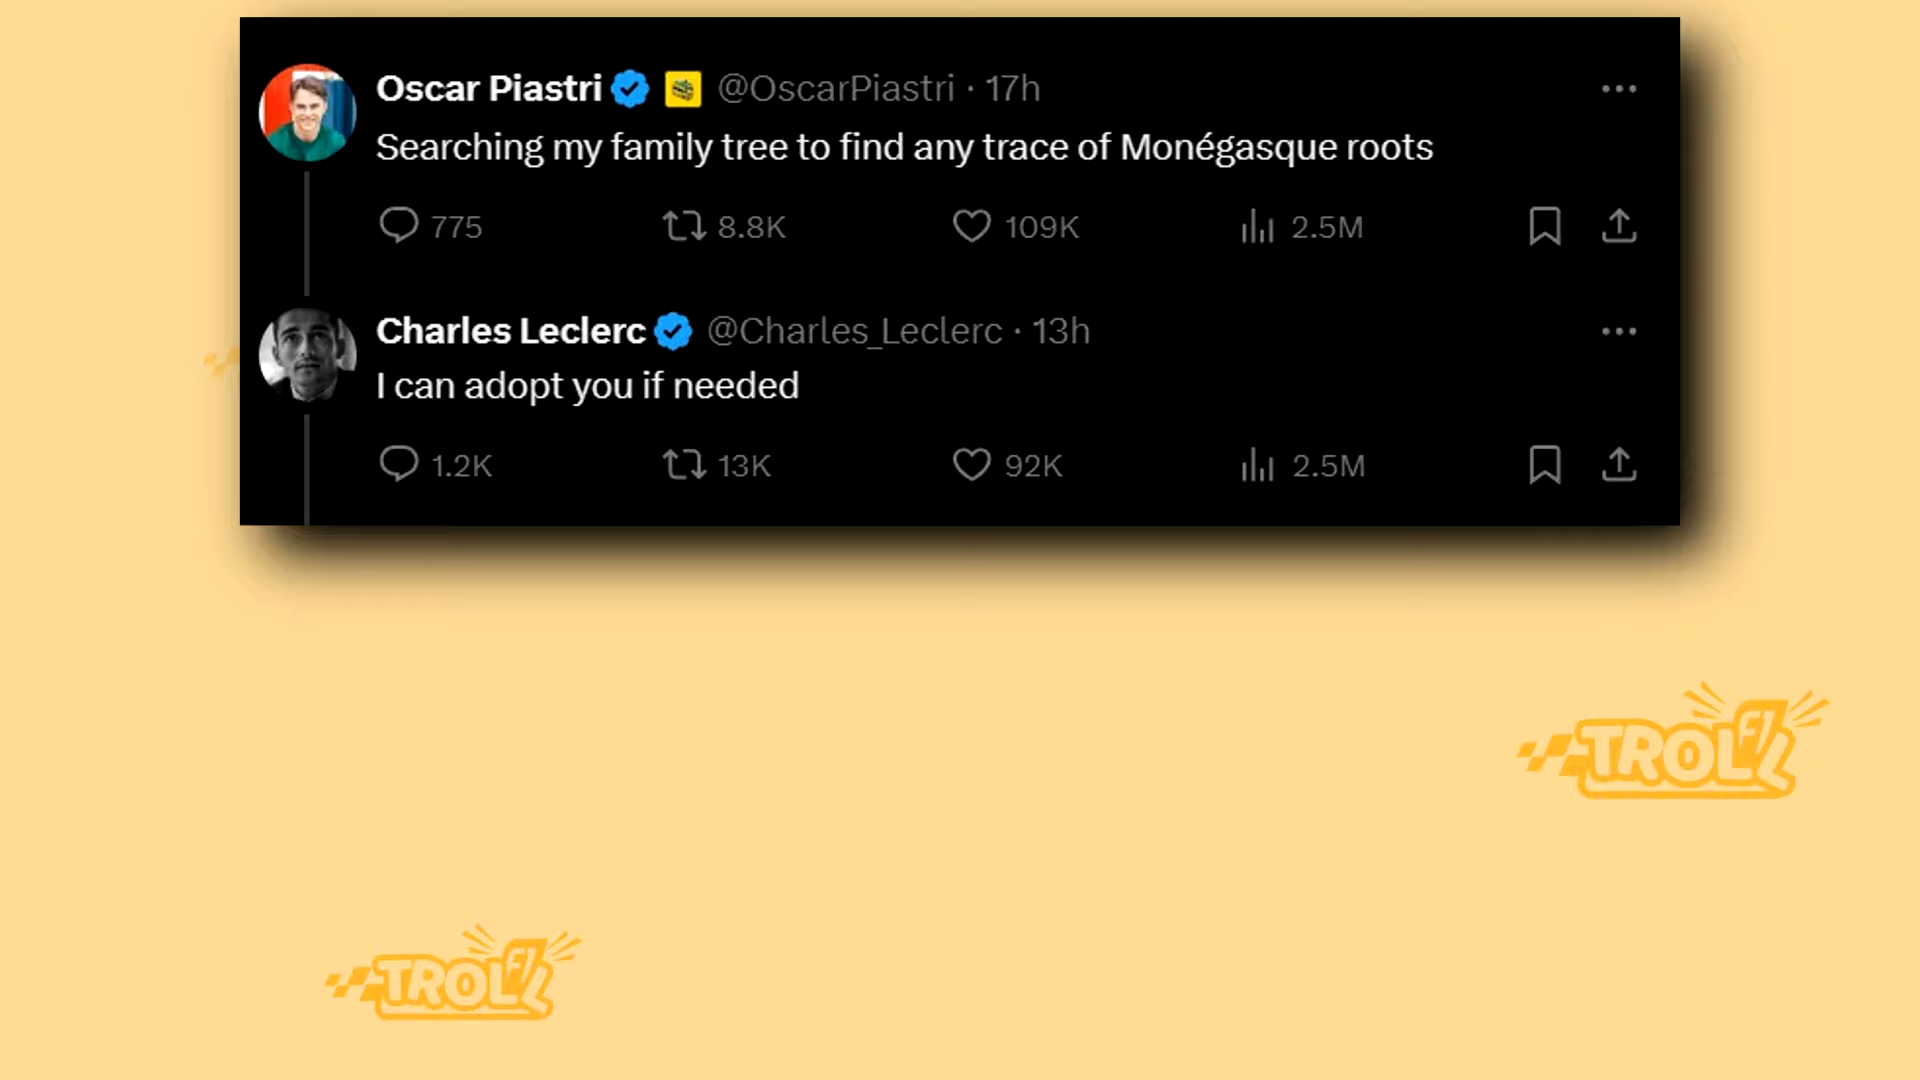 Oscar Piastri @OscarPiastri · 17h
Searching my family tree to find any trace of Monégasque roots
775 8.8K 109K 2.5M
Charles Leclerc @Charles_Leclerc · 13h
I can adopt you if needed
1.2K 13K 92K 2.5M
TROLL F1
TROLL F1